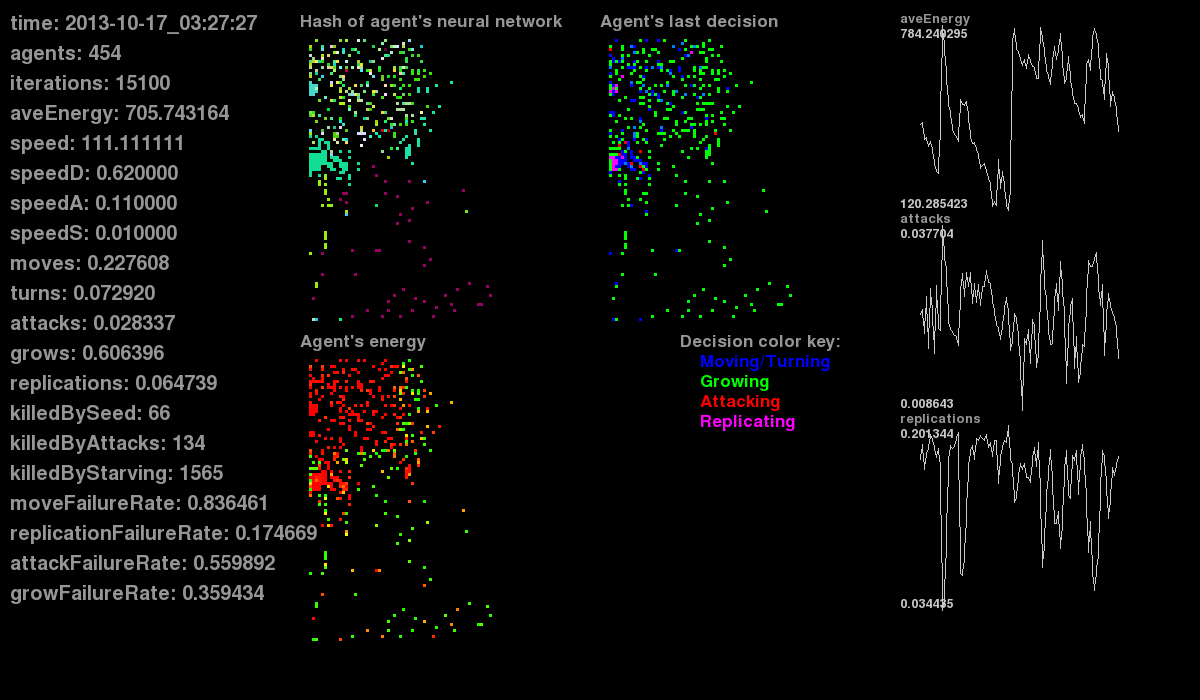 time: 2013-10-17_03:27:27
agents: 454
iterations: 15100
aveEnergy: 705.743164
speed: 111.111111
speedD: 0.620000
speedA: 0.110000
speedS: 0.010000
moves: 0.227608
turns: 0.072920
attacks: 0.028337
grows: 0.606396
replications: 0.064739
killedBySeed: 66
killedByAttacks: 134
killedByStarving: 1565
moveFailureRate: 0.836461
replicationFailureRate: 0.174669
attackFailureRate: 0.559892
growFailureRate: 0.359434
Hash of agent's neural network
Agent's last decision
Agent's energy
Decision color key:
Moving/Turning
Growing
Attacking
Replicating
aveEnergy
784.240295
120.285423
attacks
0.037704
0.008643
replications
0.201344
0.034435